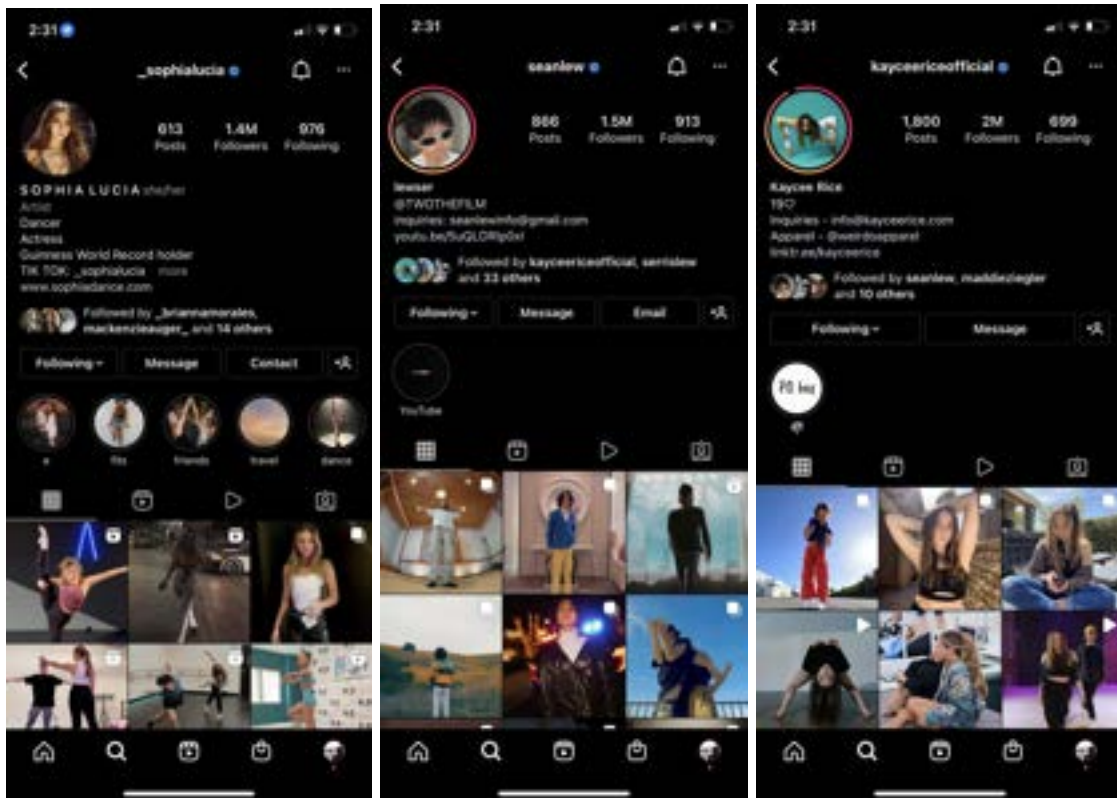 2:31
_sophialucia
613 1.4M 976
Posts Followers Following
SOPHIA LUCIA she/her
Artist
Dancer
Actress
Guinness World Record holder
TIK TOK: _sophialucia more
www.sophiadance.com
Followed by _briannamorales,
mackenzieauger_ and 14 others
Following Message Contact
fits friends travel dance
2:31
seanlew
866 1.5M 913
Posts Followers Following
lewser
@TWOTHEFILM
Inquiries: seanlewinfo@gmail.com
Followed by kayceericeofficial, serrislew
and 33 others
Following Message Email
YouTube
2:31
kayceericeofficial
1,800 2M 699
Posts Followers Following
Kaycee Rice
19♡
Inquiries - info@kayceerice.com
Apparel - @weirdoapparel
linktr.ee/kayceerice
Followed by seanlew, maddieziegler
and 10 others
Following Message